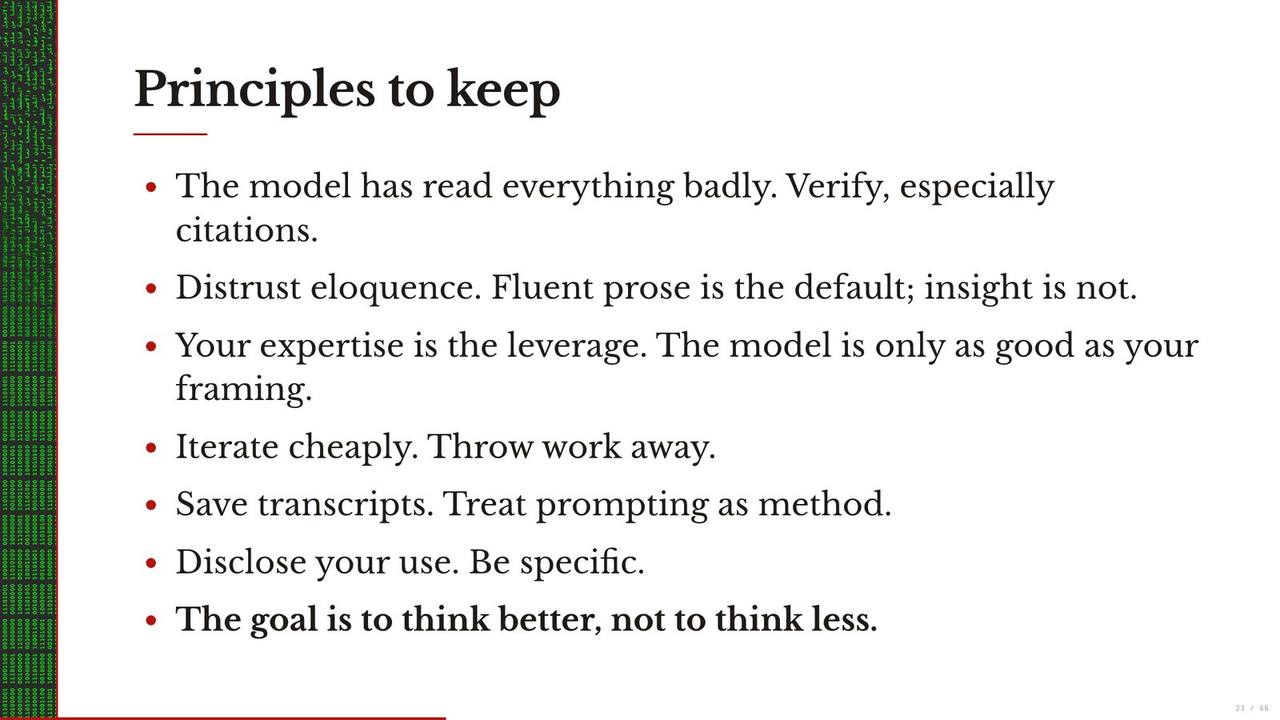 Principles to keep
• The model has read everything badly. Verify, especially
citations.
• Distrust eloquence. Fluent prose is the default; insight is not.
• Your expertise is the leverage. The model is only as good as your
framing.
• Iterate cheaply. Throw work away.
• Save transcripts. Treat prompting as method.
• Disclose your use. Be specific.
• The goal is to think better, not to think less.
23 / 66